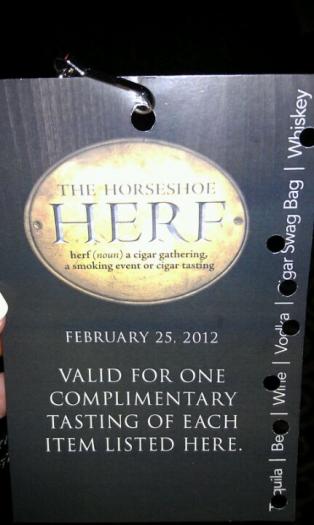 THE HORSESHOE
HERF
herf (noun) a cigar gathering,
a smoking event or cigar tasting
FEBRUARY 25, 2012
VALID FOR ONE
COMPLIMENTARY
TASTING OF EACH
ITEM LISTED HERE.
Tequila | Beer | Wine | Vodka | Cigar Swag Bag | Whiskey